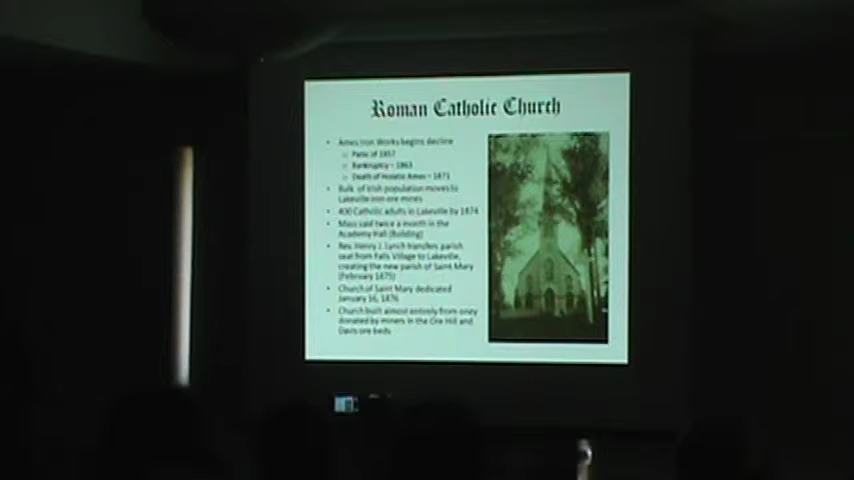 Roman Catholic Church
Ames Iron Works begins decline
Panic of 1857
Bankruptcy – 1863
Death of Horatio Ames – 1871
Bulk of Irish population moves to
Lakeville iron ore mines
400 Catholic adults in Lakeville by 1874
Mass said twice a month in the
Academy Hall (Building)
Rev. Henry J. Lynch transfers parish
seat from Falls Village to Lakeville,
creating the new parish of Saint Mary
(February 1875)
Church of Saint Mary dedicated
January 16, 1876
Church built almost entirely from
donated by miners in the Ore Hill and
Davis ore beds